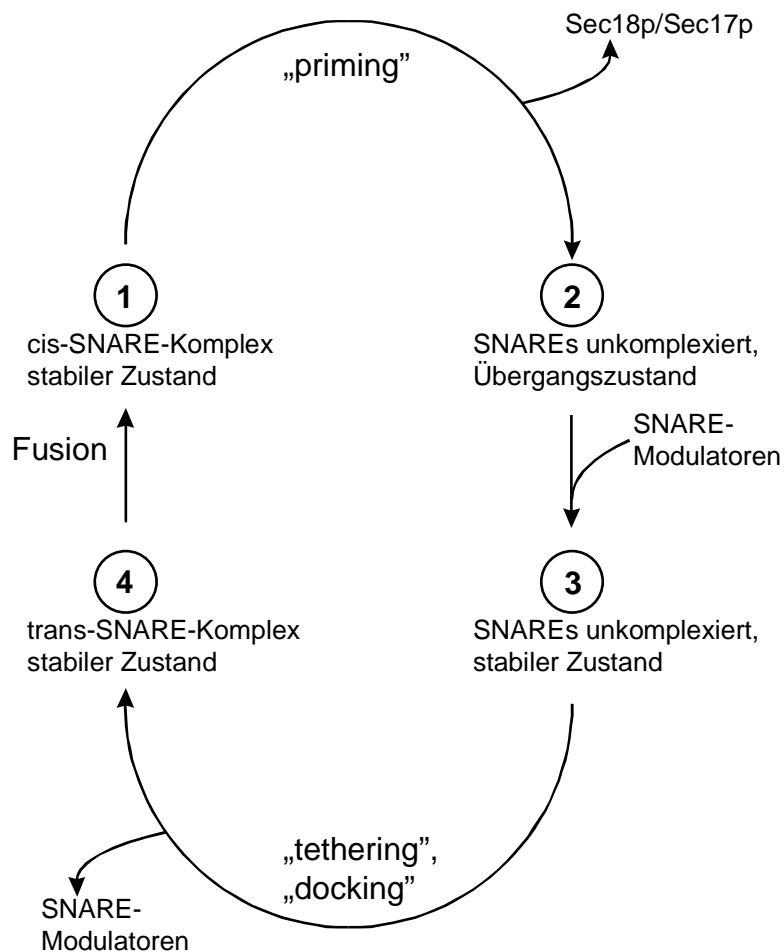 Sec18p/Sec17p
„priming”
1
cis-SNARE-Komplex
stabiler Zustand
2
SNAREs unkomplexiert,
Übergangszustand
SNARE-
Modulatoren
Fusion
4
trans-SNARE-Komplex
stabiler Zustand
3
SNAREs unkomplexiert,
stabiler Zustand
„tethering”,
„docking”
SNARE-
Modulatoren